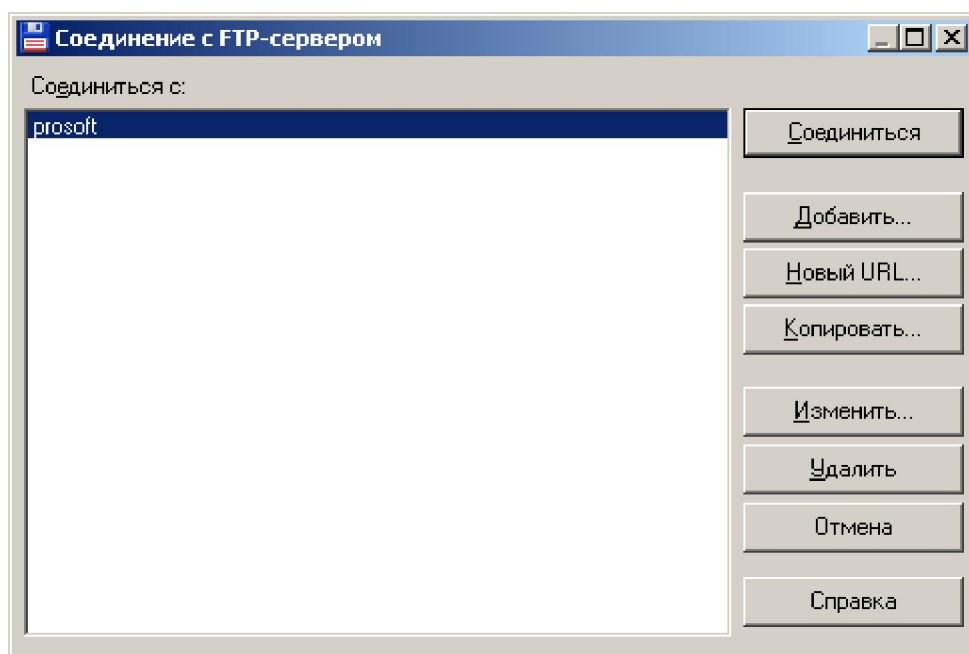 Соединение с FTP-сервером
Соединиться с:
prosoft
Соединиться
Добавить...
Новый URL...
Копировать...
Изменить...
Удалить
Отмена
Справка